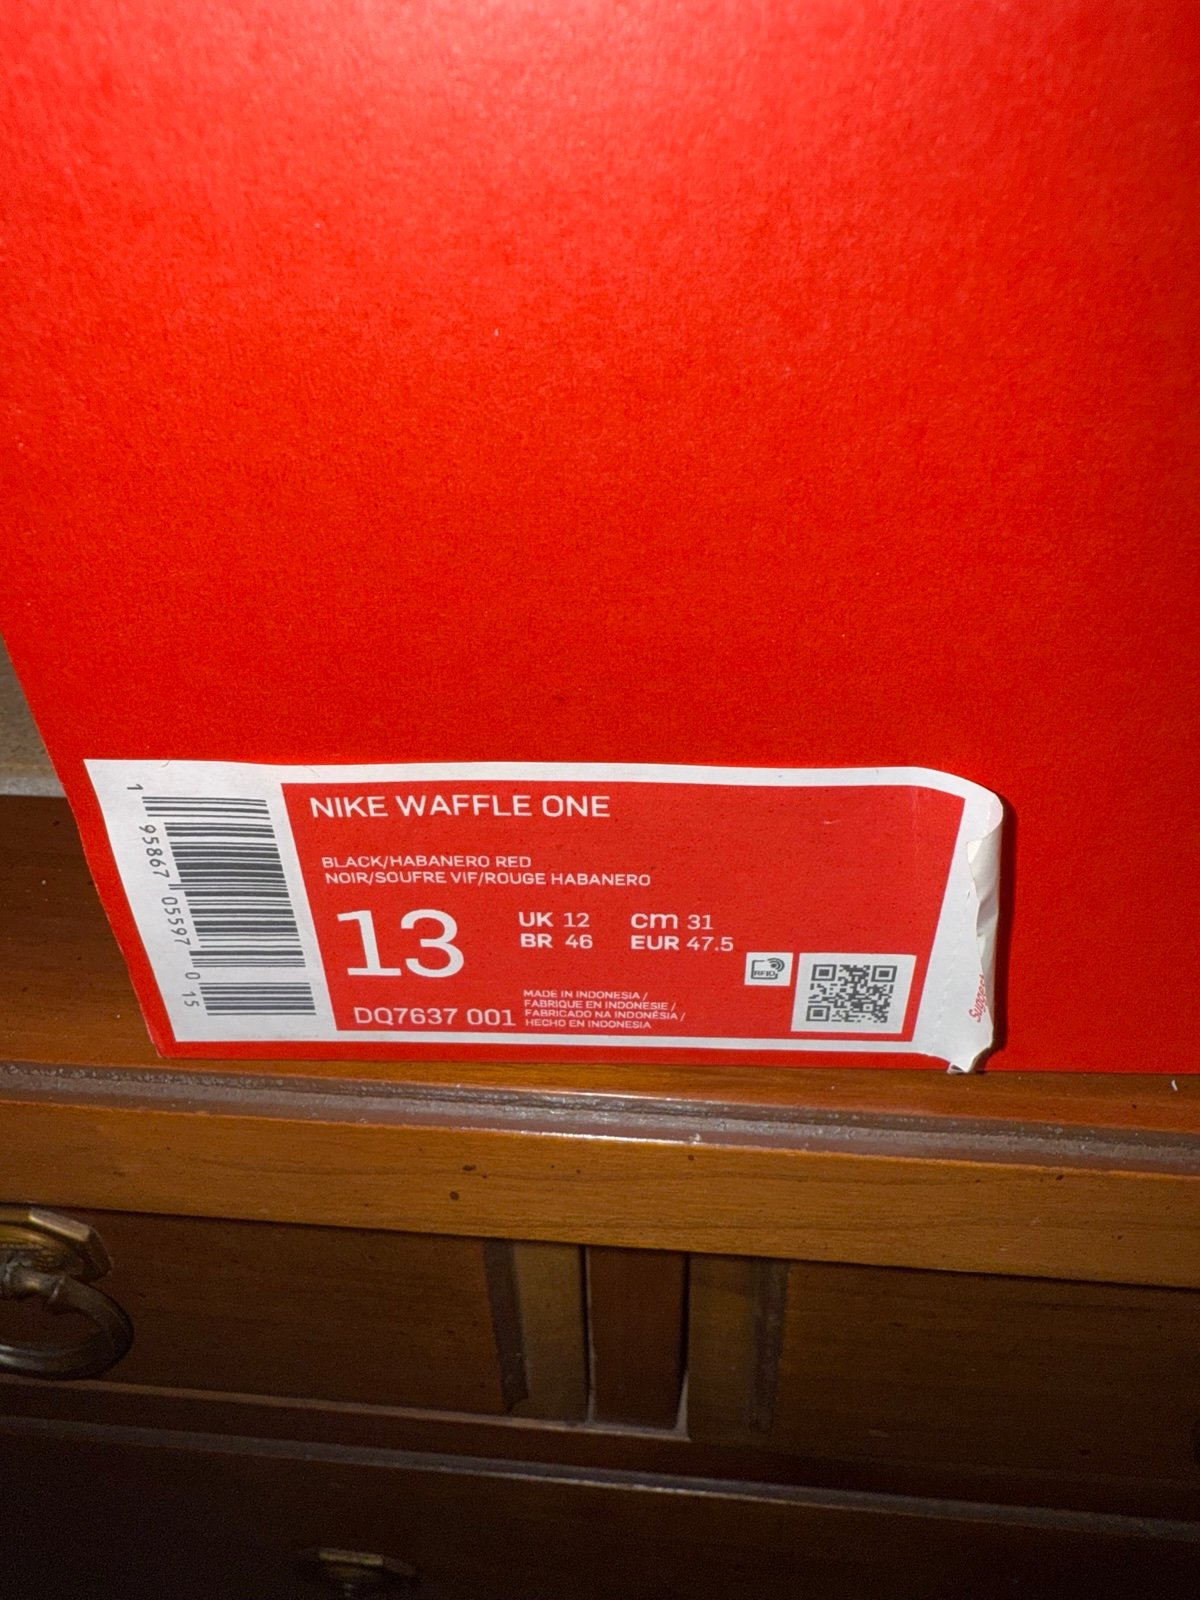 NIKE WAFFLE ONE
BLACK/HABANERO RED
NOIR/SOUFRE VIF/ROUGE HABANERO
13
UK 12 cm 31
BR 46 EUR 47.5
DQ7637 001
MADE IN INDONESIA /
FABRIQUE EN INDONESIE /
FABRICADO NA INDONÉSIA /
HECHO EN INDONESIA
RFID
1 95867 05597 0 15